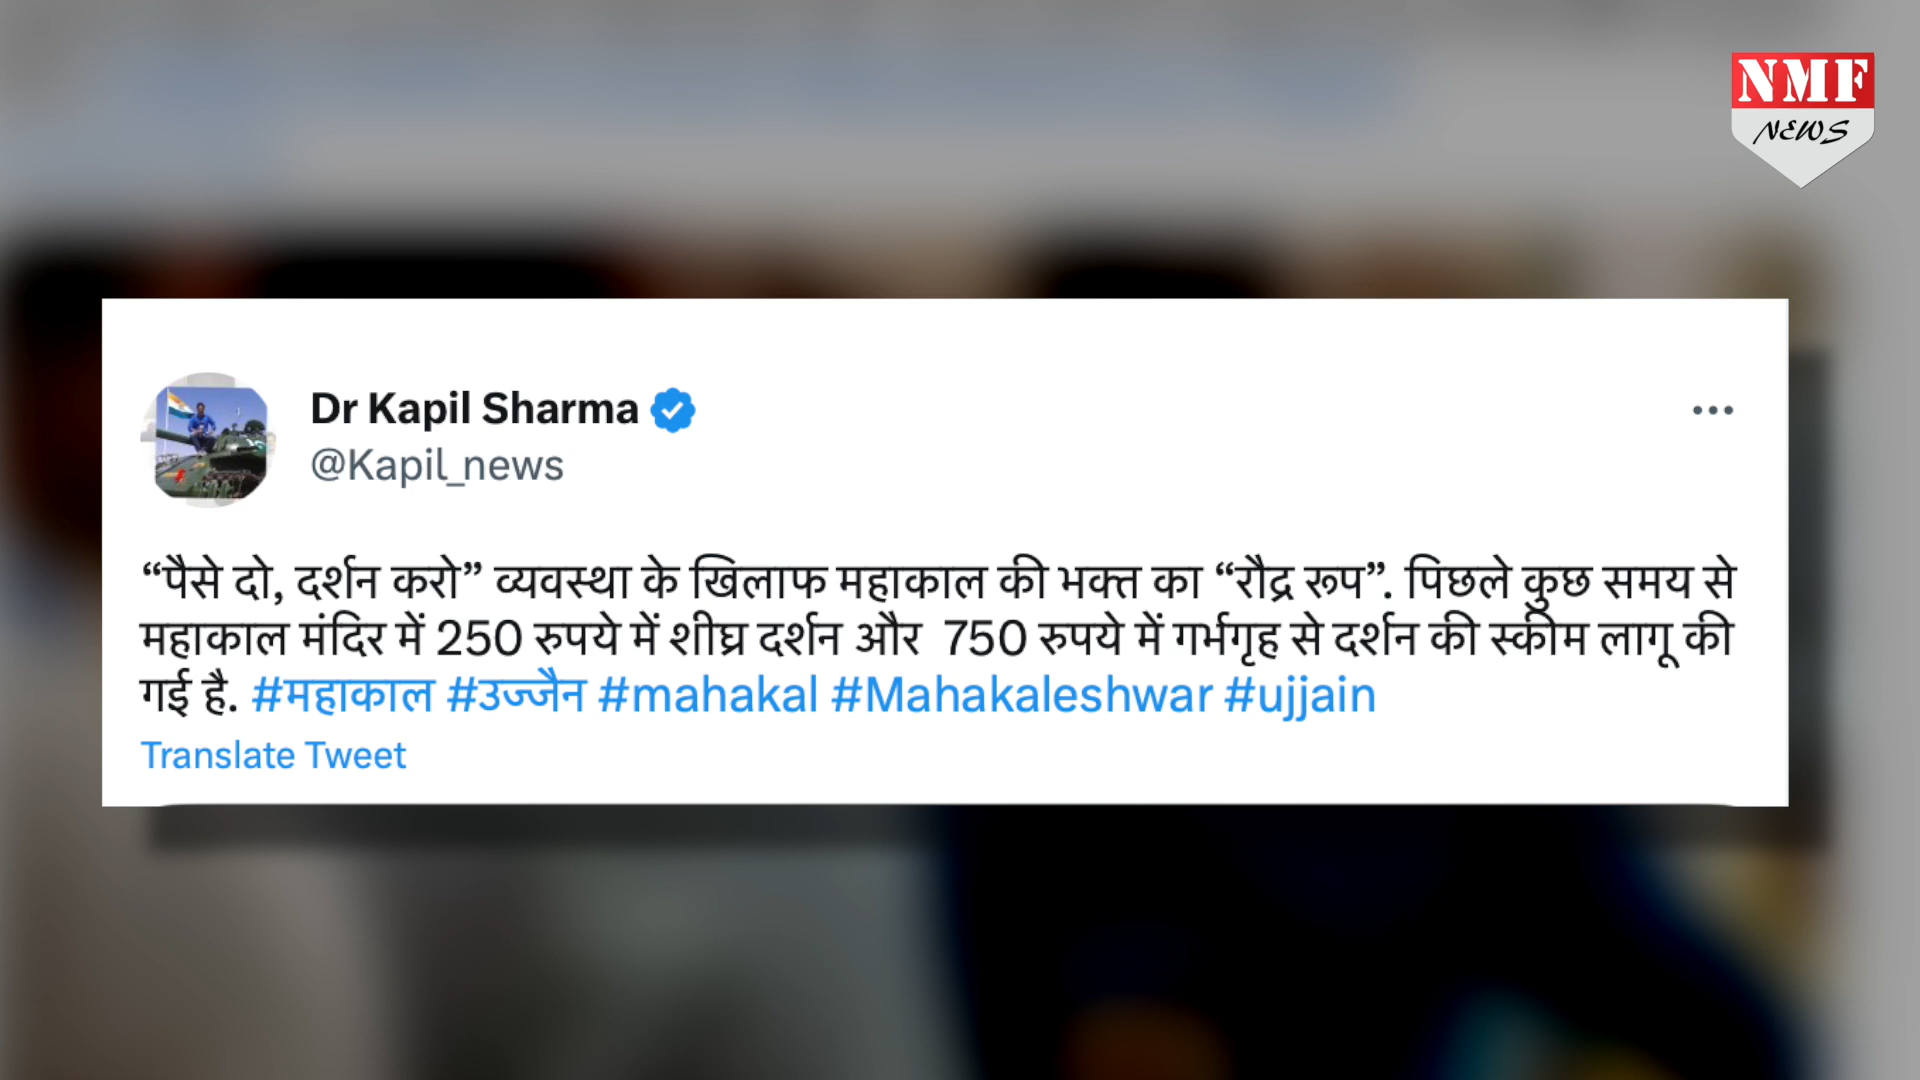 NMF
NEWS
Dr Kapil Sharma
@Kapil_news
“पैसे दो, दर्शन करो” व्यवस्था के खिलाफ महाकाल की भक्त का “रौद्र रूप”. पिछले कुछ समय से
महाकाल मंदिर में 250 रुपये में शीघ्र दर्शन और 750 रुपये में गर्भगृह से दर्शन की स्कीम लागू की
गई है. #महाकाल #उज्जैन #mahakal #Mahakaleshwar #ujjain
Translate Tweet